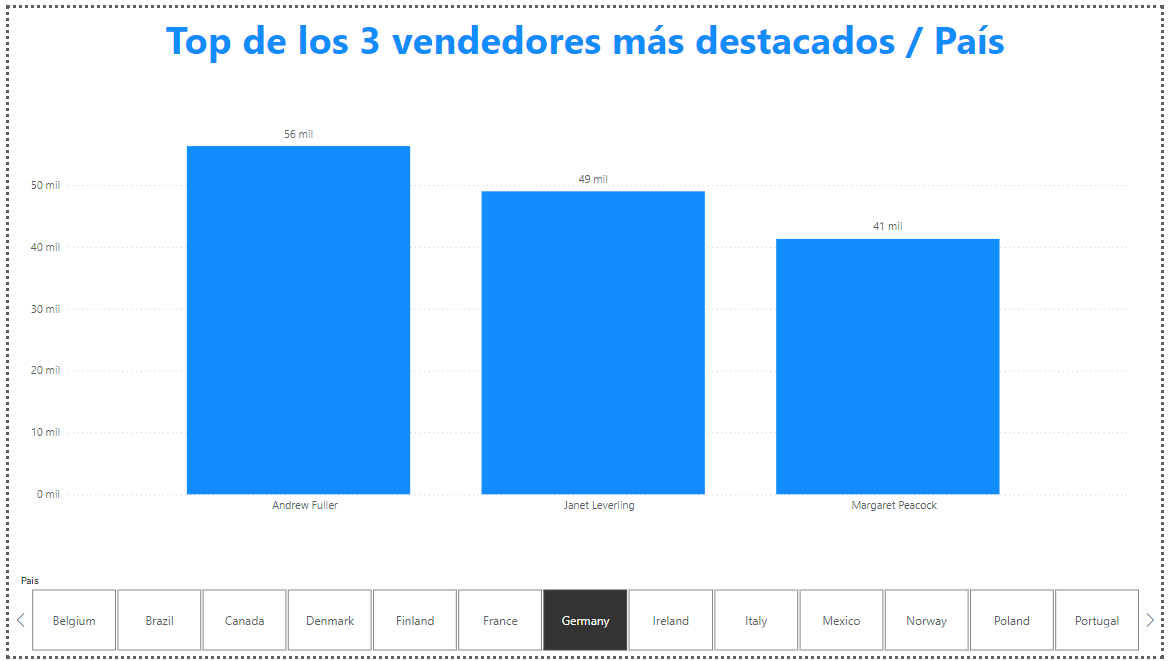 Top de los 3 vendedores más destacados / País
56 mil
49 mil
41 mil
50 mil
40 mil
30 mil
20 mil
10 mil
0 mil
Andrew Fuller
Janet Leverling
Margaret Peacock
Pais
Belgium
Brazil
Canada
Denmark
Finland
France
Germany
Ireland
Italy
Mexico
Norway
Poland
Portugal